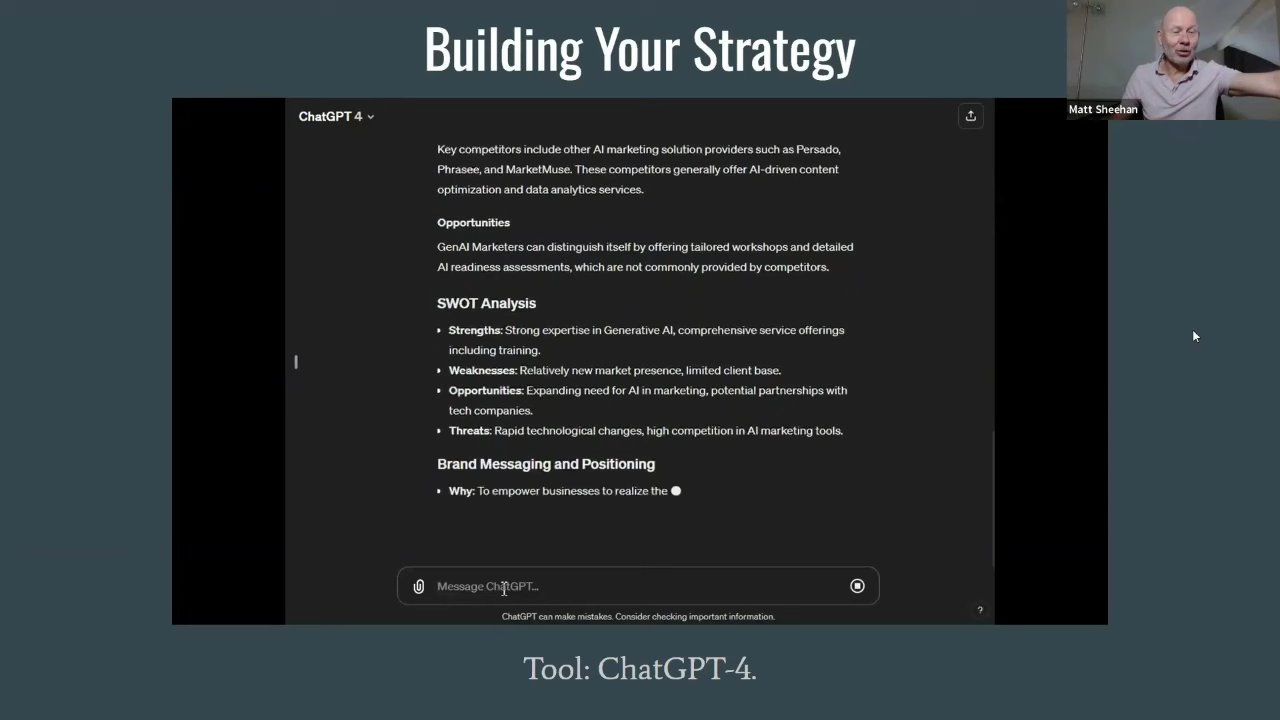 Building Your Strategy
Matt Sheehan
ChatGPT 4
Key competitors include other AI marketing solution providers such as Persado,
Phrasee, and MarketMuse. These competitors generally offer AI-driven content
optimization and data analytics services.
Opportunities
GenAI Marketers can distinguish itself by offering tailored workshops and detailed
AI readiness assessments, which are not commonly provided by competitors.
SWOT Analysis
Strengths: Strong expertise in Generative AI, comprehensive service offerings
including training.
Weaknesses: Relatively new market presence, limited client base.
Opportunities: Expanding need for AI in marketing, potential partnerships with
tech companies.
Threats: Rapid technological changes, high competition in AI marketing tools.
Brand Messaging and Positioning
Why: To empower businesses to realize the
Message ChatGPT...
ChatGPT can make mistakes. Consider checking important information.
?
Tool: ChatGPT-4.